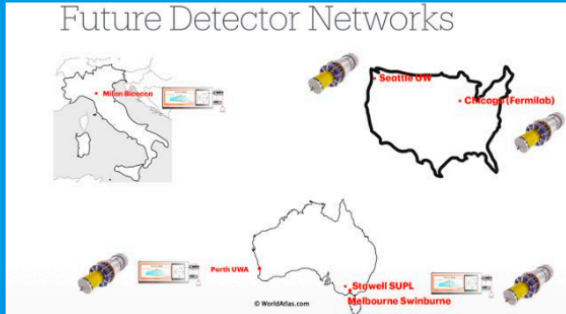 Future Detector Networks
Milan Bicocca
Seattle UW
Chicago (Fermilab)
Perth UWA
Stawell SUPL
Melbourne Swinburne
© WorldAtlas.com